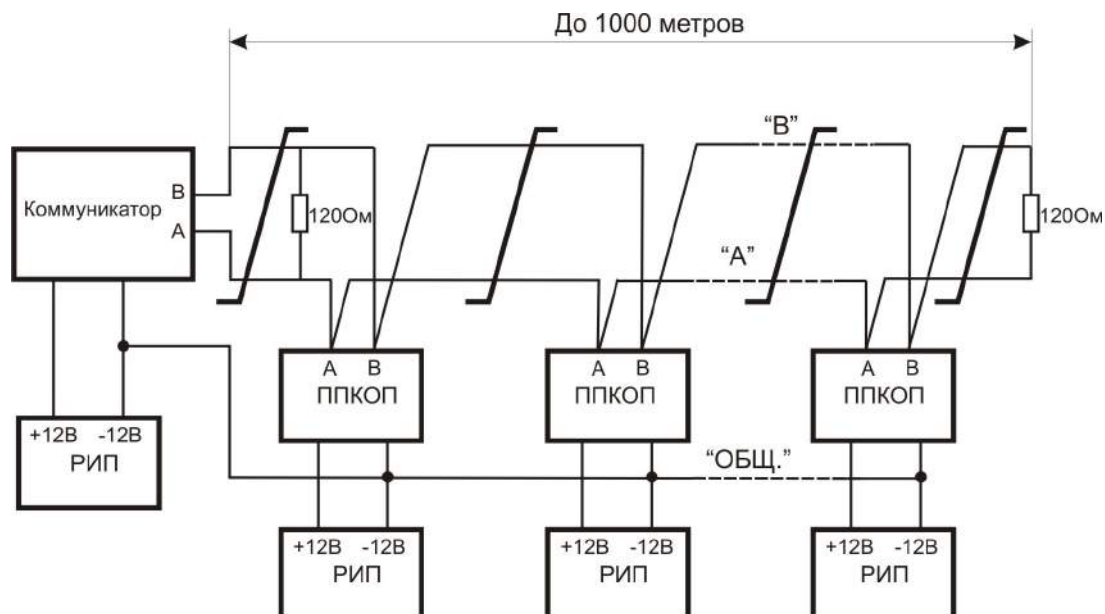 До 1000 метров
“В”
В
Коммуникатор
А
120Ом
120Ом
“А”
А В
ППКОП
А В
ППКОП
А В
ППКОП
+12В -12В
РИП
“ОБЩ.”
+12В -12В
РИП
+12В -12В
РИП
+12В -12В
РИП